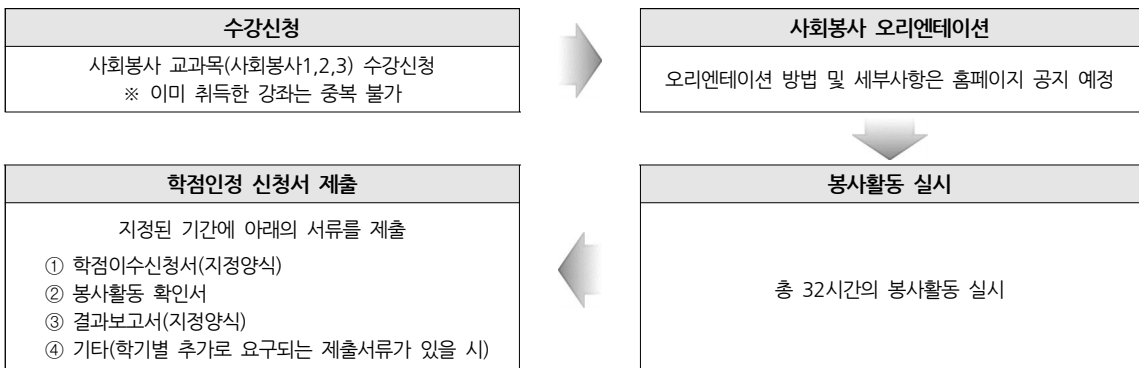 수강신청
사회봉사 교과목(사회봉사1,2,3) 수강신청
※ 이미 취득한 강좌는 중복 불가
사회봉사 오리엔테이션
오리엔테이션 방법 및 세부사항은 홈페이지 공지 예정
봉사활동 실시
총 32시간의 봉사활동 실시
학점인정 신청서 제출
지정된 기간에 아래의 서류를 제출
① 학점이수신청서(지정양식)
② 봉사활동 확인서
③ 결과보고서(지정양식)
④ 기타(학기별 추가로 요구되는 제출서류가 있을 시)